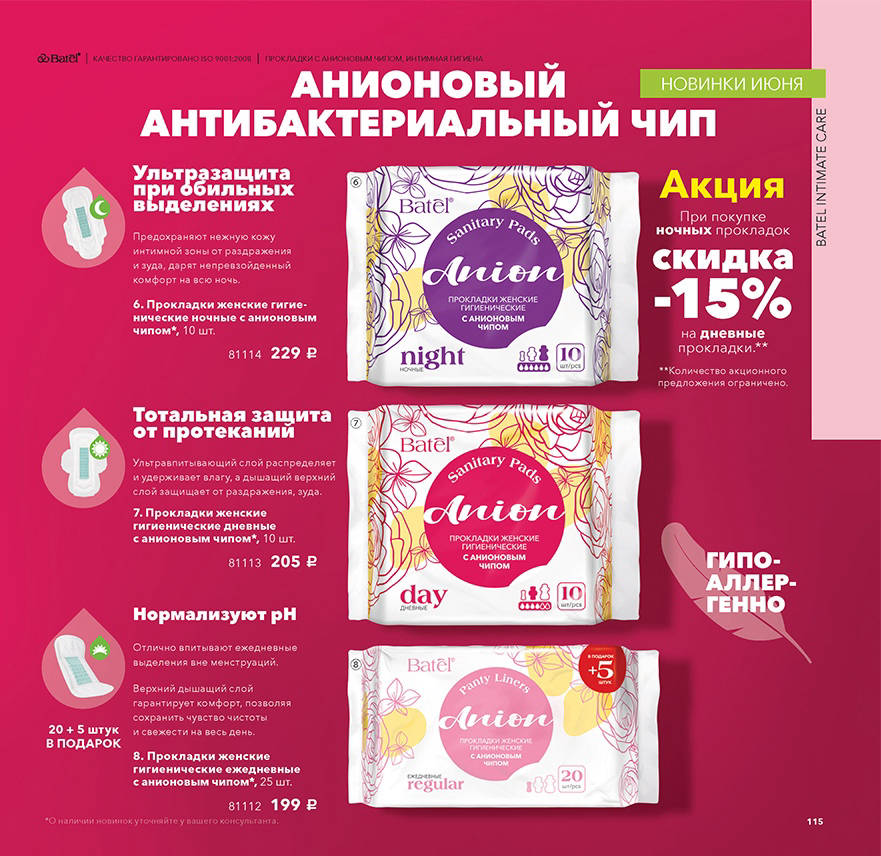 Batel® | КАЧЕСТВО ГАРАНТИРОВАНО ISO 9001:2008 | ПРОКЛАДКИ С АНИОНОВЫМ ЧИПОМ, ИНТИМНАЯ ГИГИЕНА
АНИОНОВЫЙ
АНТИБАКТЕРИАЛЬНЫЙ ЧИП
НОВИНКИ ИЮНЯ
BATEL INTIMATE CARE
Ультразащита
при обильных
выделениях
Предохраняют нежную кожу
интимной зоны от раздражения
и зуда, дарят непревзойденный
комфорт на всю ночь.
6. Прокладки женские гигие-
нические ночные с анионовым
чипом*, 10 шт.
81114 229 ₽
6
Batel®
Sanitary Pads
Anion
ПРОКЛАДКИ ЖЕНСКИЕ
ГИГИЕНИЧЕСКИЕ
С АНИОНОВЫМ
ЧИПОМ
night
НОЧНЫЕ
10
шт/pcs
Акция
При покупке
ночных прокладок
скидка
-15%
на дневные
прокладки.**
**Количество акционного
предложения ограничено.
Тотальная защита
от протеканий
Ультравпитывающий слой распределяет
и удерживает влагу, а дышащий верхний
слой защищает от раздражения, зуда.
7. Прокладки женские
гигиенические дневные
с анионовым чипом*, 10 шт.
81113 205 ₽
7
Batel®
Sanitary Pads
Anion
ПРОКЛАДКИ ЖЕНСКИЕ
ГИГИЕНИЧЕСКИЕ
С АНИОНОВЫМ
ЧИПОМ
day
ДНЕВНЫЕ
10
шт/pcs
ГИПО-
АЛЛЕР-
ГЕННО
Нормализуют pH
Отлично впитывают ежедневные
выделения вне менструаций.
Верхний дышащий слой
гарантирует комфорт, позволяя
сохранить чувство чистоты
и свежести на весь день.
20 + 5 штук
В ПОДАРОК
8. Прокладки женские
гигиенические ежедневные
с анионовым чипом*, 25 шт.
81112 199 ₽
8
Batel®
Panty Liners
Anion
ПРОКЛАДКИ ЖЕНСКИЕ
ГИГИЕНИЧЕСКИЕ
С АНИОНОВЫМ
ЧИПОМ
В ПОДАРОК
+5
ШТУК
ЕЖЕДНЕВНЫЕ
regular
20
шт/pcs
*О наличии новинок уточняйте у вашего консультанта.
115